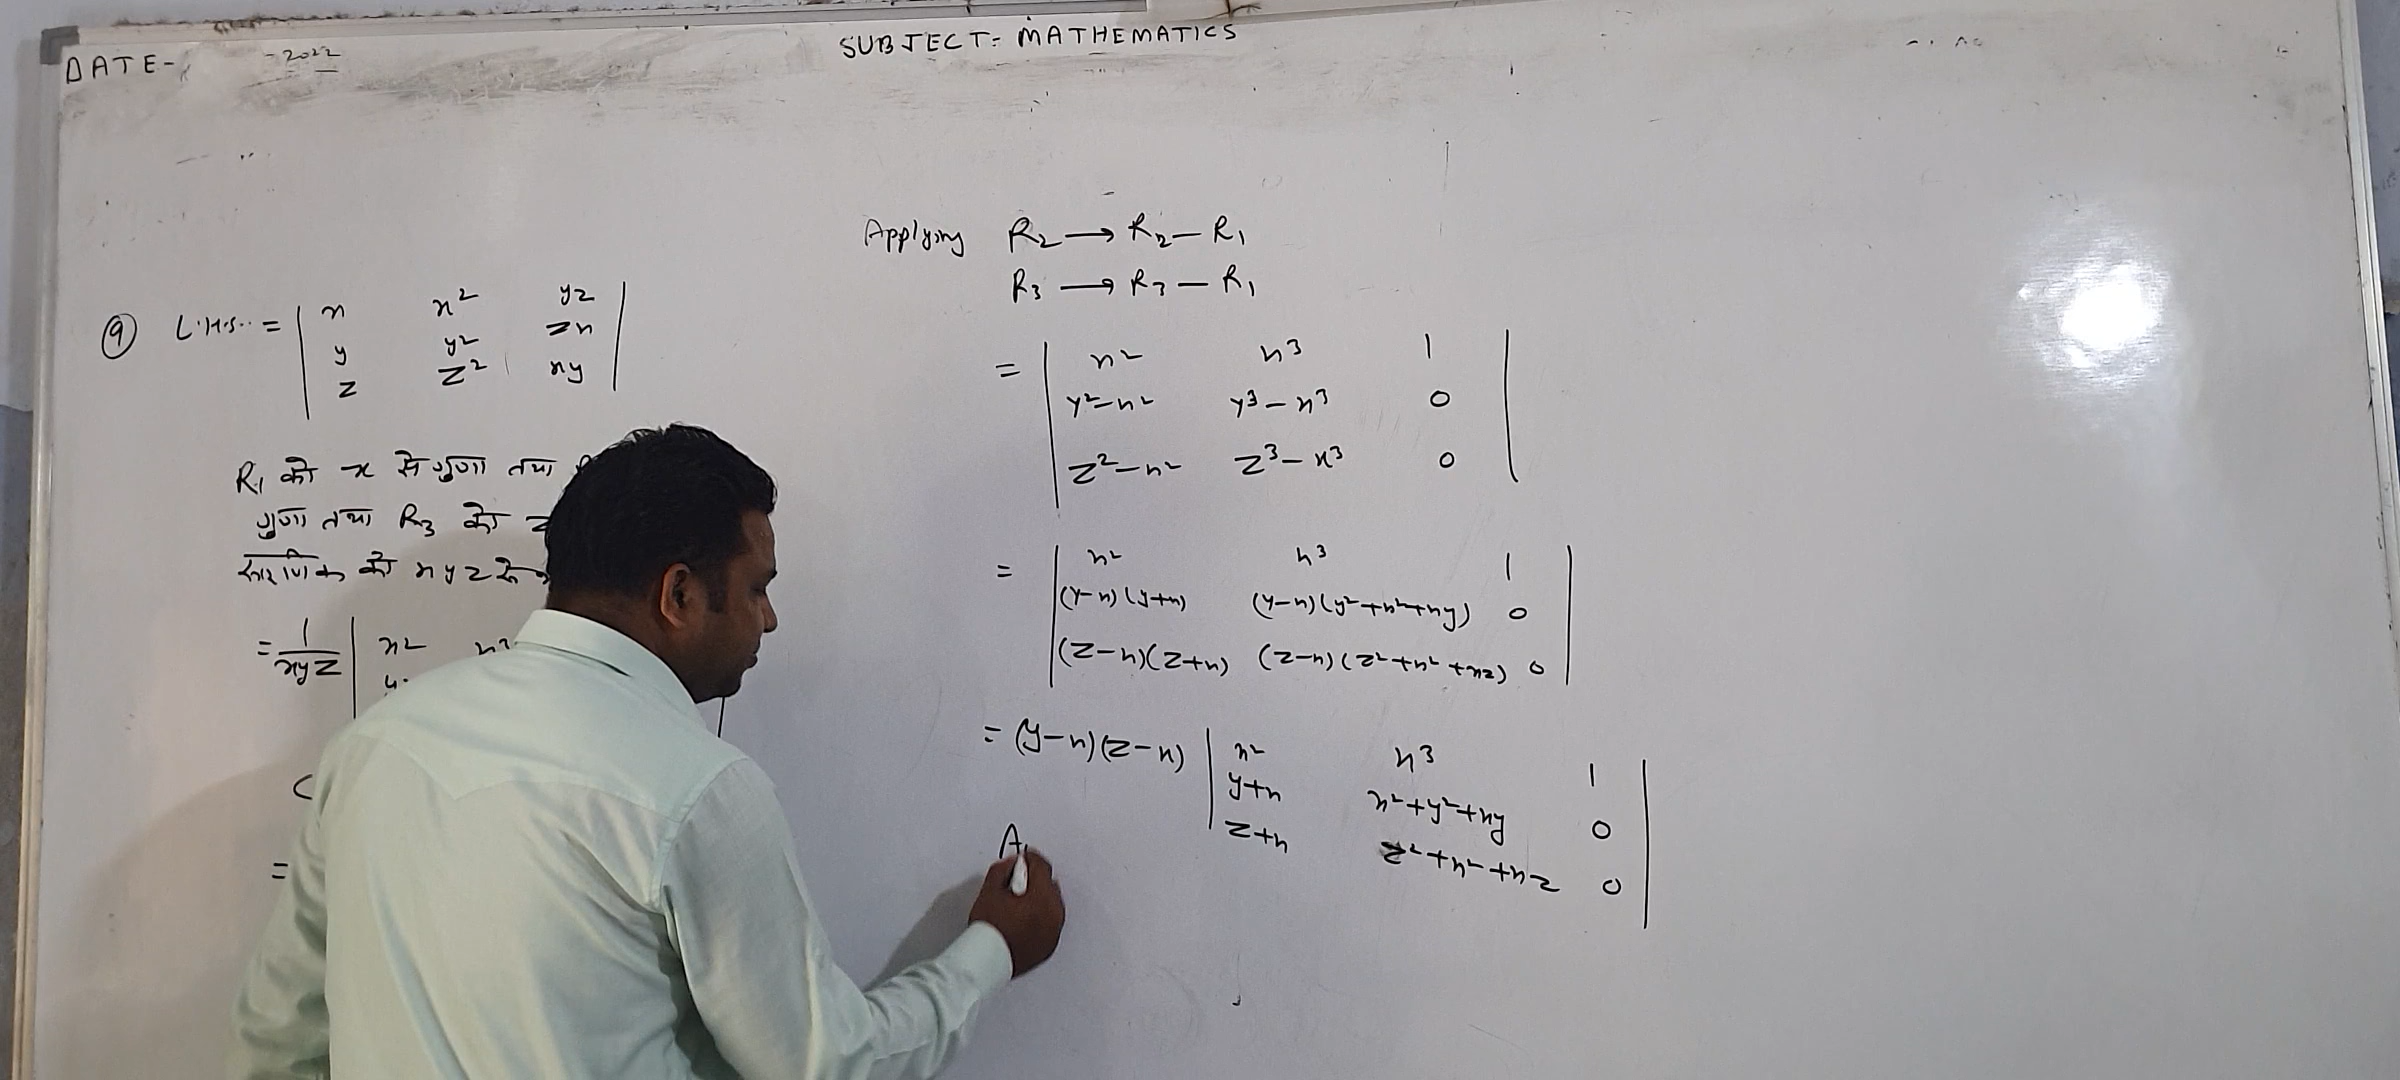 DATE- -2022
SUBJECT:- MATHEMATICS
⑨ L.H.S. = | x x² yz |
| y y² zx |
| z z² xy |
R₁ को x से गुणा तथा
गुणा तथा R₃ को z
सारणिक को xyz से
= 1/xyz | x² x³
=
Applying R₂ → R₂ – R₁
R₃ → R₃ – R₁
= | x² x³ 1 |
| y²–x² y³–x³ 0 |
| z²–x² z³–x³ 0 |
= | x² x³ 1 |
| (y–x)(y+x) (y–x)(y²+x²+xy) 0 |
| (z–x)(z+x) (z–x)(z²+x²+xz) 0 |
= (y–x)(z–x) | x² x³ 1 |
| y+x x²+y²+xy 0 |
| z+x z²+x²+xz 0 |